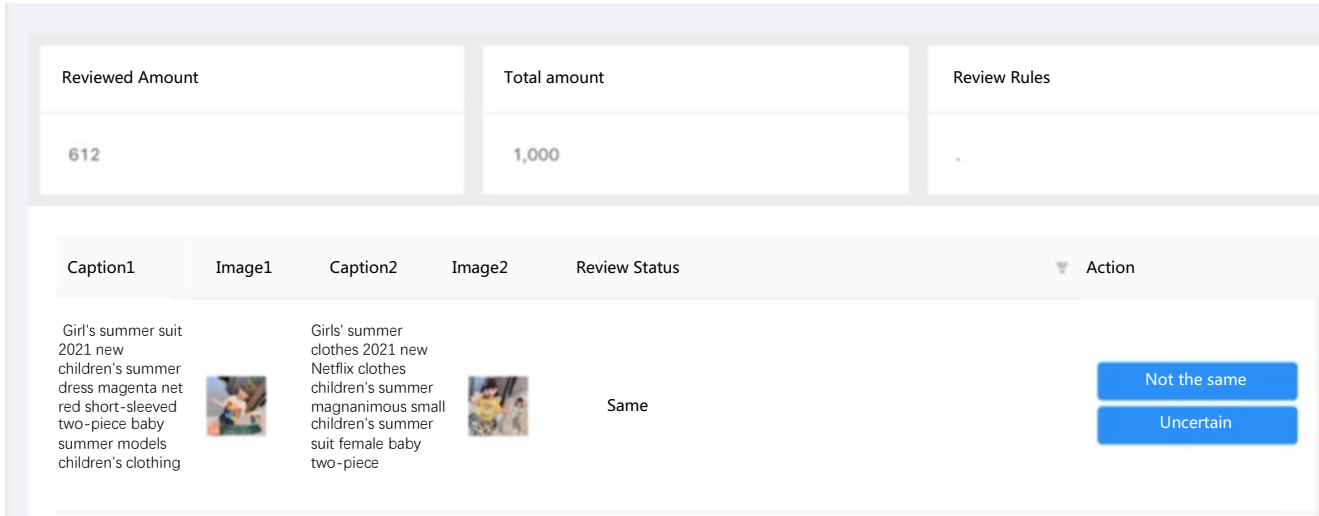 Reviewed Amount
Total amount
Review Rules
612
1,000
.
Caption1
Image1
Caption2
Image2
Review Status
Action
Girl's summer suit
2021 new
children's summer
dress magenta net
red short-sleeved
two-piece baby
summer models
children's clothing
Girls' summer
clothes 2021 new
Netflix clothes
children's summer
magnanimous small
children's summer
suit female baby
two-piece
Same
Not the same
Uncertain